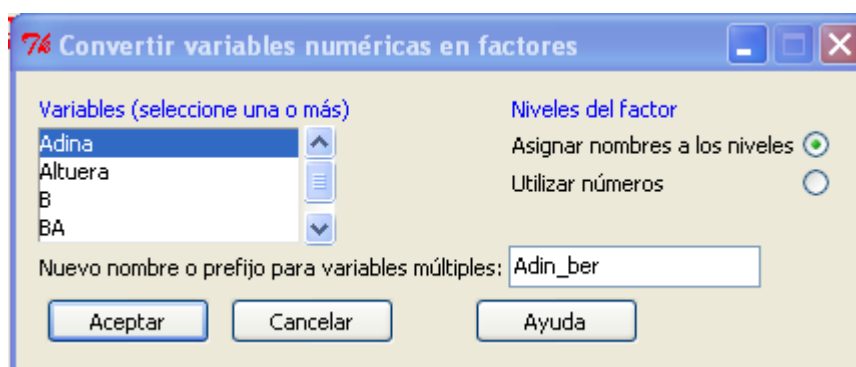 Convertir variables numéricas en factores
Variables (seleccione una o más)
Adina
Altuera
B
BA
Niveles del factor
Asignar nombres a los niveles
Utilizar números
Nuevo nombre o prefijo para variables múltiples: Adin_ber
Aceptar Cancelar Ayuda